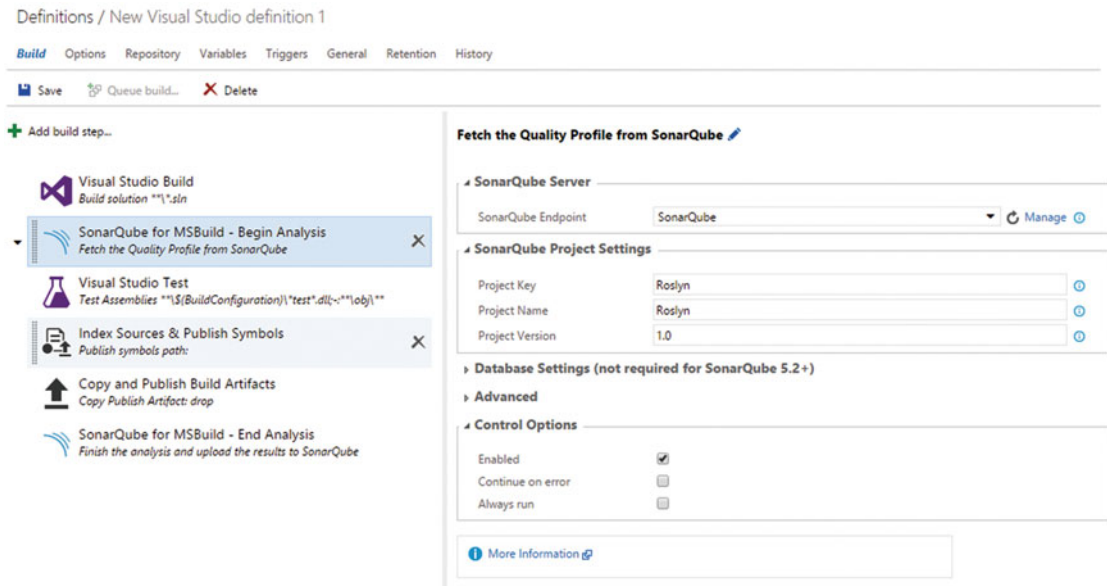 Definitions / New Visual Studio definition 1
Build Options Repository Variables Triggers General Retention History
Save Queue build... Delete
Add build step...
Visual Studio Build
Build solution **\*.sln
SonarQube for MSBuild - Begin Analysis
Fetch the Quality Profile from SonarQube
Visual Studio Test
Test Assemblies **\$(BuildConfiguration)\*test*.dll;-:**\obj\**
Index Sources & Publish Symbols
Publish symbols path:
Copy and Publish Build Artifacts
Copy Publish Artifact: drop
SonarQube for MSBuild - End Analysis
Finish the analysis and upload the results to SonarQube
Fetch the Quality Profile from SonarQube
SonarQube Server
SonarQube Endpoint SonarQube Manage
SonarQube Project Settings
Project Key Roslyn
Project Name Roslyn
Project Version 1.0
Database Settings (not required for SonarQube 5.2+)
Advanced
Control Options
Enabled
Continue on error
Always run
More Information